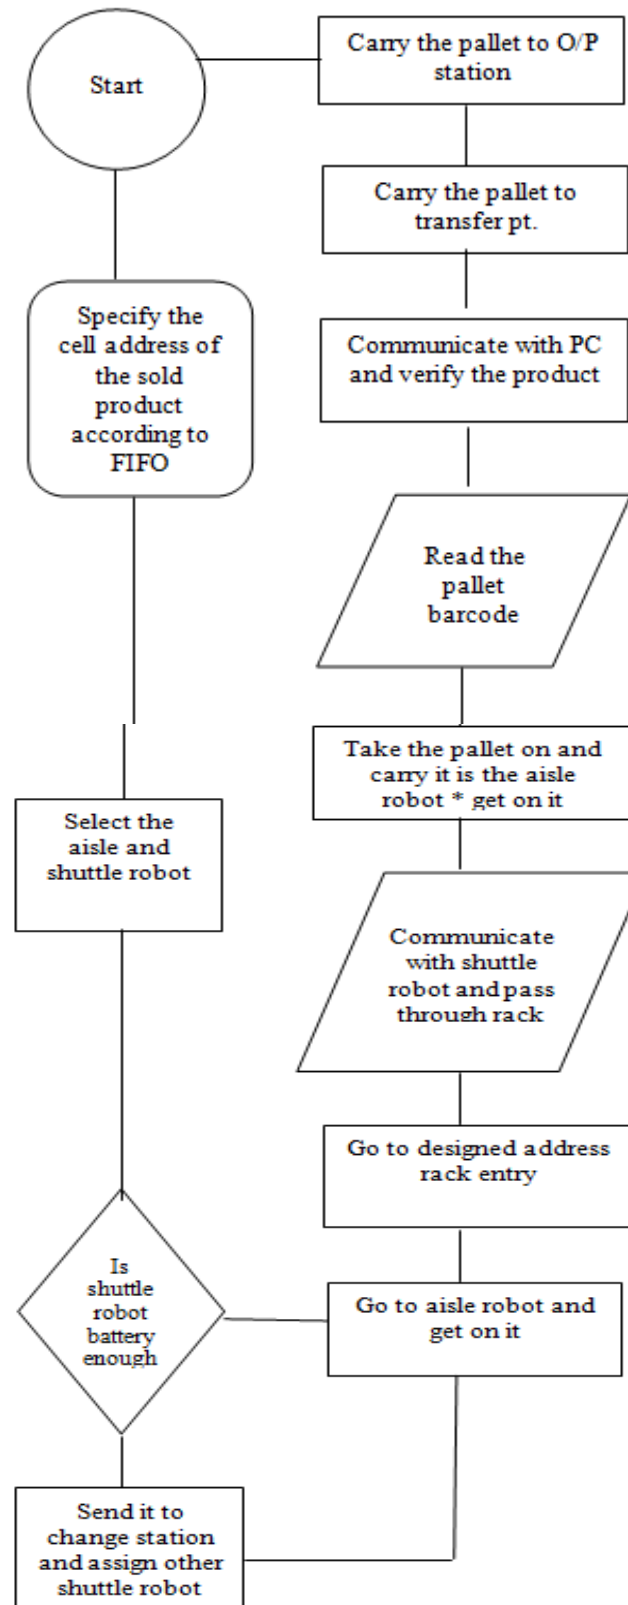 Start
Specify the
cell address of
the sold
product
according to
FIFO
Select the
aisle and
shuttle robot
Is
shuttle
robot
battery
enough
Send it to
change station
and assign other
shuttle robot
Carry the pallet to O/P
station
Carry the pallet to
transfer pt.
Communicate with PC
and verify the product
Read the
pallet
barcode
Take the pallet on and
carry it is the aisle
robot * get on it
Communicate
with shuttle
robot and pass
through rack
Go to designed address
rack entry
Go to aisle robot and
get on it